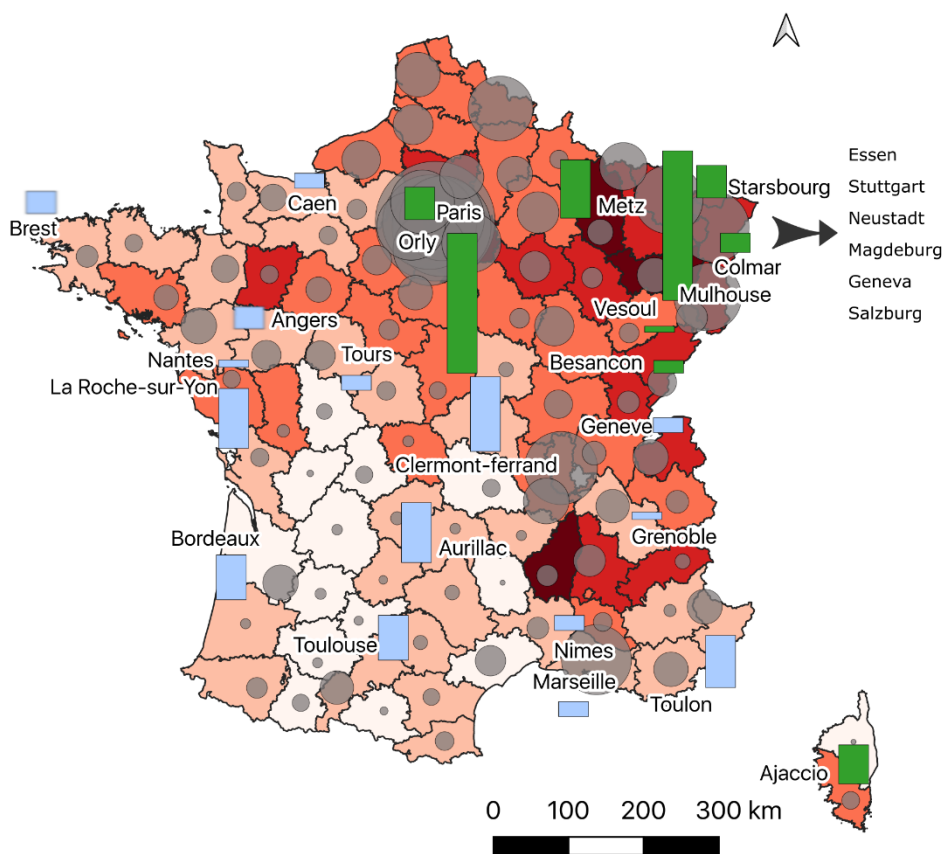 Essen
Starsbourg
Stuttgart
Caen
Paris
Metz
Neustadt
Brest
Orly
Magdeburg
Colmar
Geneva
Mulhouse
Vesoul
Salzburg
Angers
Nantes
Tours
Besancon
La Roche-sur-Yon
Geneve
Clermont-ferrand
Bordeaux
Grenoble
Aurillac
Toulouse
Nimes
Marseille
Toulon
Ajaccio
0 100 200 300 km